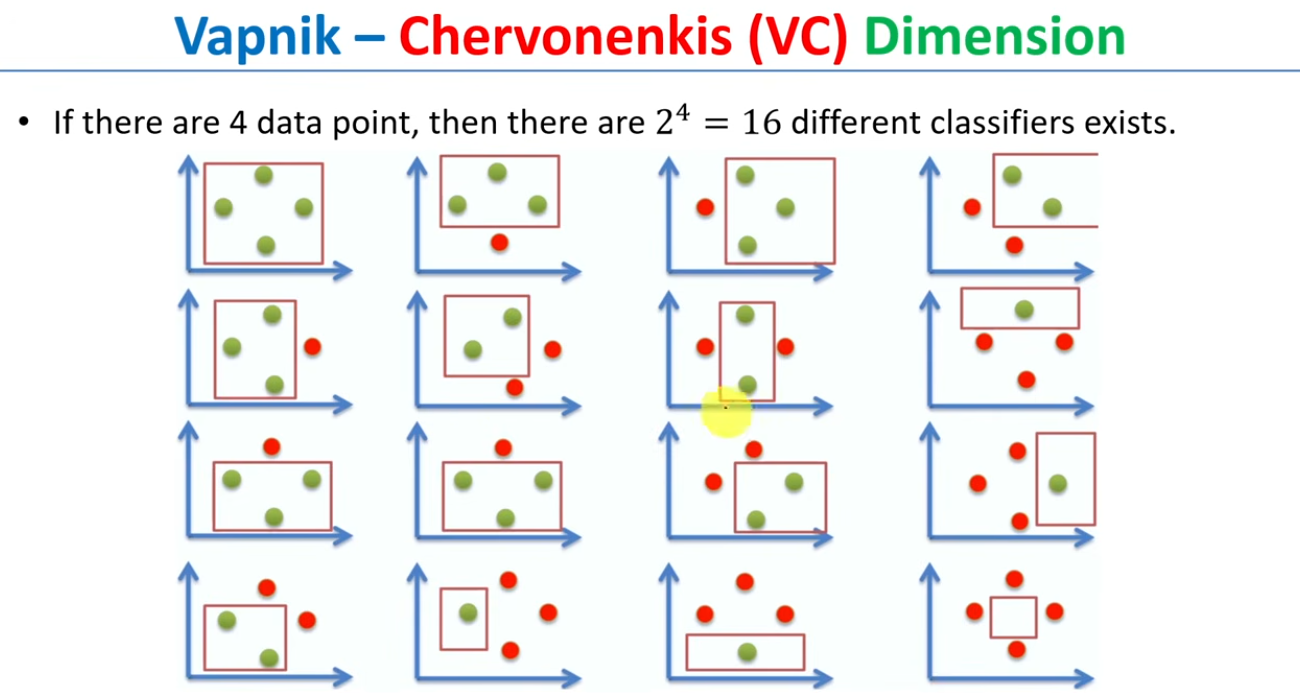 Vapnik – Chervonenkis (VC) Dimension
• If there are 4 data point, then there are 2⁴ = 16 different classifiers exists.